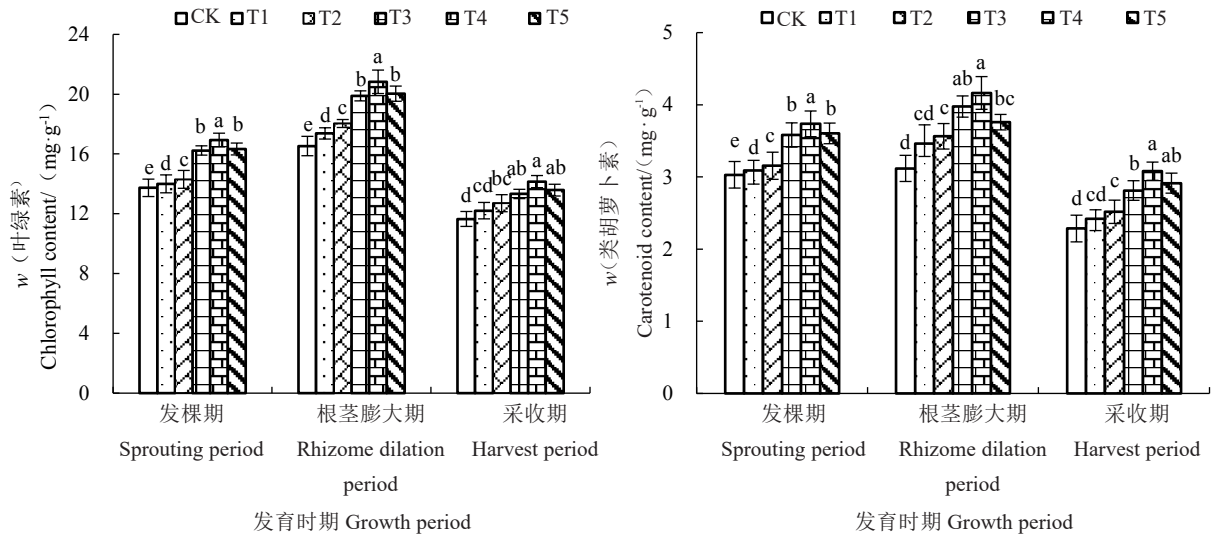 CK T1 T2 T3 T4 T5
w（叶绿素）
Chlorophyll content/（mg·g-1）
24
20
16
12
8
4
0
e d c b a b
d c c b a b
d cd bc ab a ab
发棵期 根茎膨大期 采收期
Sprouting period Rhizome dilation Harvest period
period
发育时期 Growth period
CK T1 T2 T3 T4 T5
w(类胡萝卜素）
Carotenoid content/(mg·g-1)
5
4
3
2
1
0
e d c b a b
d cd c ab a bc
d cd c b a ab
发棵期 根茎膨大期 采收期
Sprouting period Rhizome dilation Harvest period
period
发育时期 Growth period